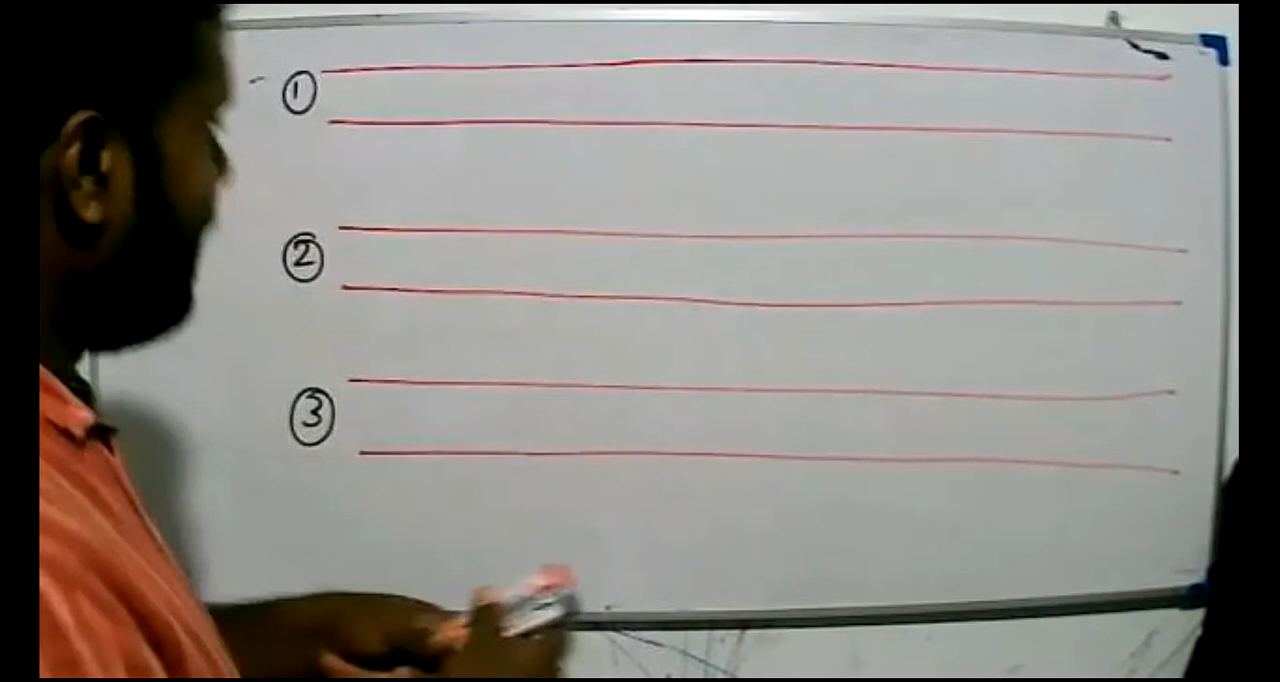 ①
②
③